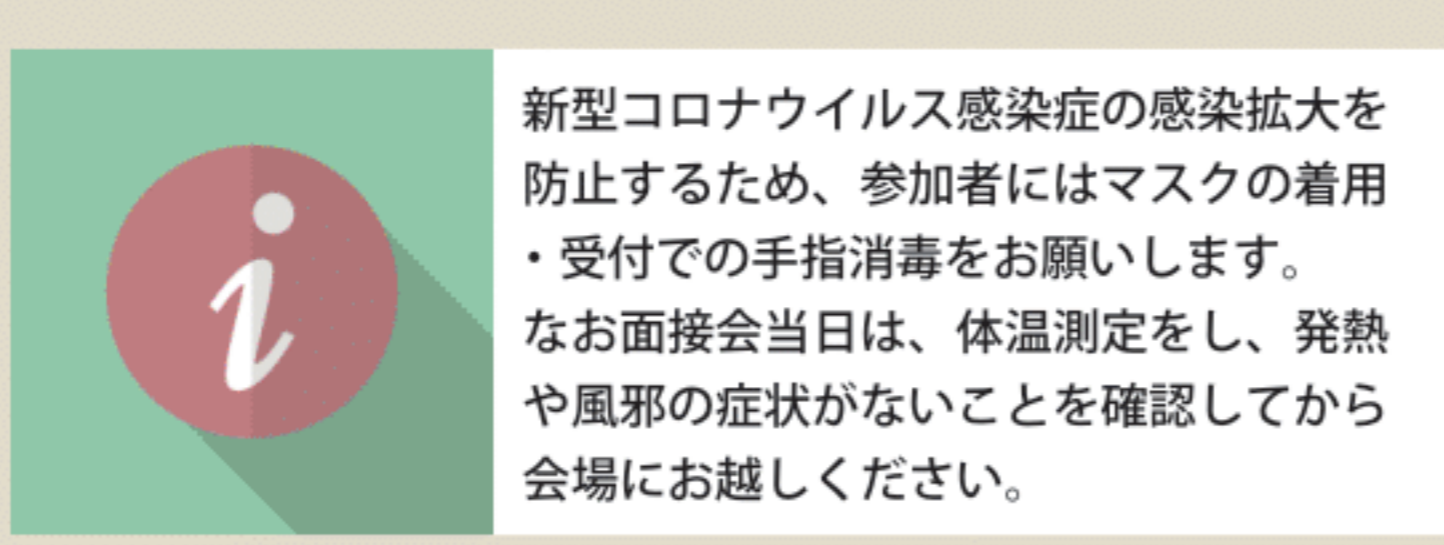 新型コロナウイルス感染症の感染拡大を
防止するため、参加者にはマスクの着用
・受付での手指消毒をお願いします。
なお面接会当日は、体温測定をし、発熱
や風邪の症状がないことを確認してから
会場にお越しください。